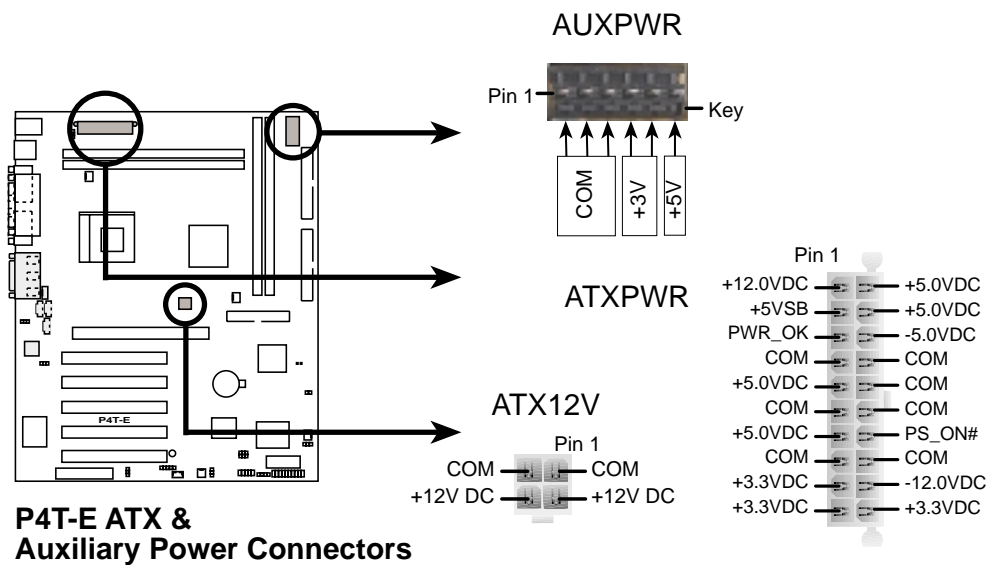 AUXPWR
Pin 1
Key
COM
+3V
+5V
Pin 1
ATXPWR
+12.0VDC +5.0VDC
+5VSB +5.0VDC
PWR_OK -5.0VDC
COM COM
+5.0VDC COM
COM COM
+5.0VDC PS_ON#
COM COM
+3.3VDC -12.0VDC
+3.3VDC +3.3VDC
ATX12V
Pin 1
COM COM
+12V DC +12V DC
P4T-E
P4T-E ATX &
Auxiliary Power Connectors